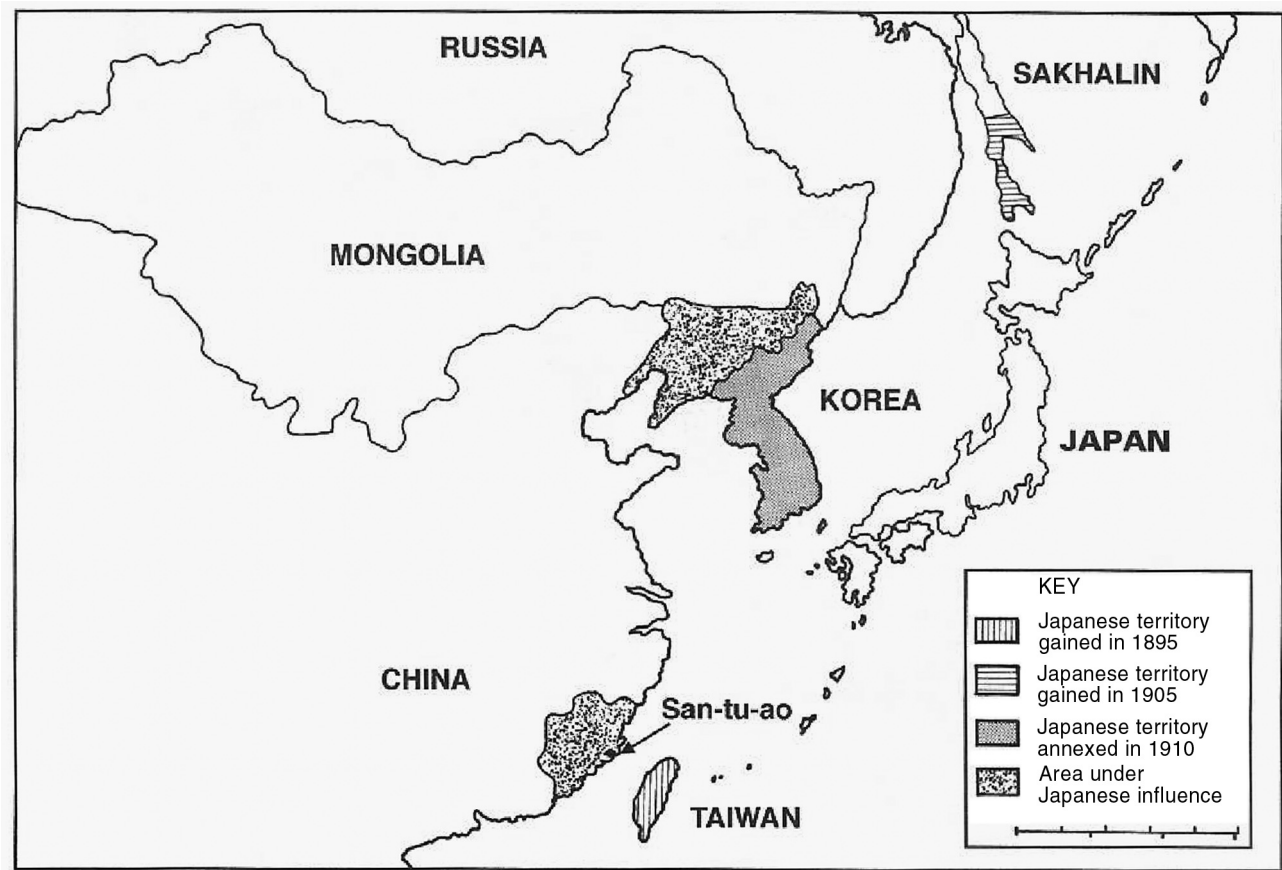 RUSSIA
SAKHALIN
MONGOLIA
KOREA
JAPAN
CHINA
San-tu-ao
TAIWAN
KEY
Japanese territory
gained in 1895
Japanese territory
gained in 1905
Japanese territory
annexed in 1910
Area under
Japanese influence